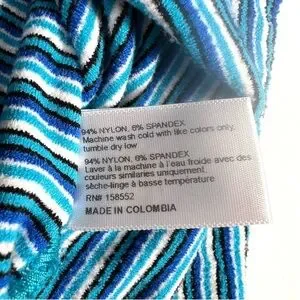 94% NYLON, 6% SPANDEX
Machine wash cold with like colors only,
tumble dry low
94% NYLON, 6% SPANDEX
Laver à la machine à l'eau froide avec des
couleurs similaires uniquement,
sèche-linge à basse température
RN# 158552
MADE IN COLOMBIA